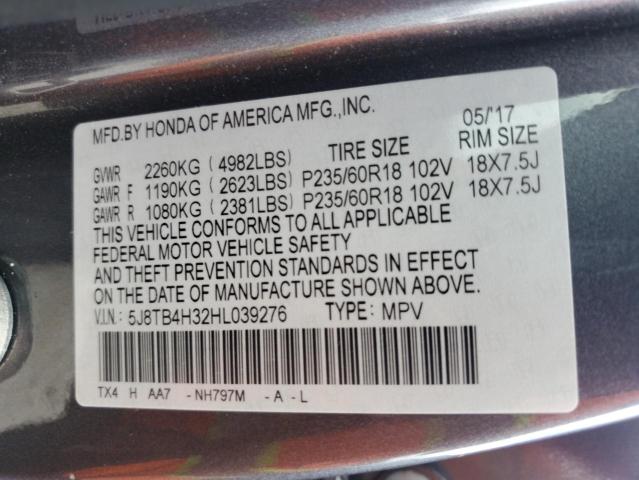 MFD.BY HONDA OF AMERICA MFG.,INC. 05/'17
TIRE SIZE RIM SIZE
GVWR 2260KG ( 4982LBS)
GAWR F 1190KG ( 2623LBS) P235/60R18 102V 18X7.5J
GAWR R 1080KG ( 2381LBS) P235/60R18 102V 18X7.5J
THIS VEHICLE CONFORMS TO ALL APPLICABLE
FEDERAL MOTOR VEHICLE SAFETY
AND THEFT PREVENTION STANDARDS IN EFFECT
ON THE DATE OF MANUFACTURE SHOWN ABOVE.
V.I.N.: 5J8TB4H32HL039276 TYPE: MPV
TX4 H AA7 -NH797M - A - L